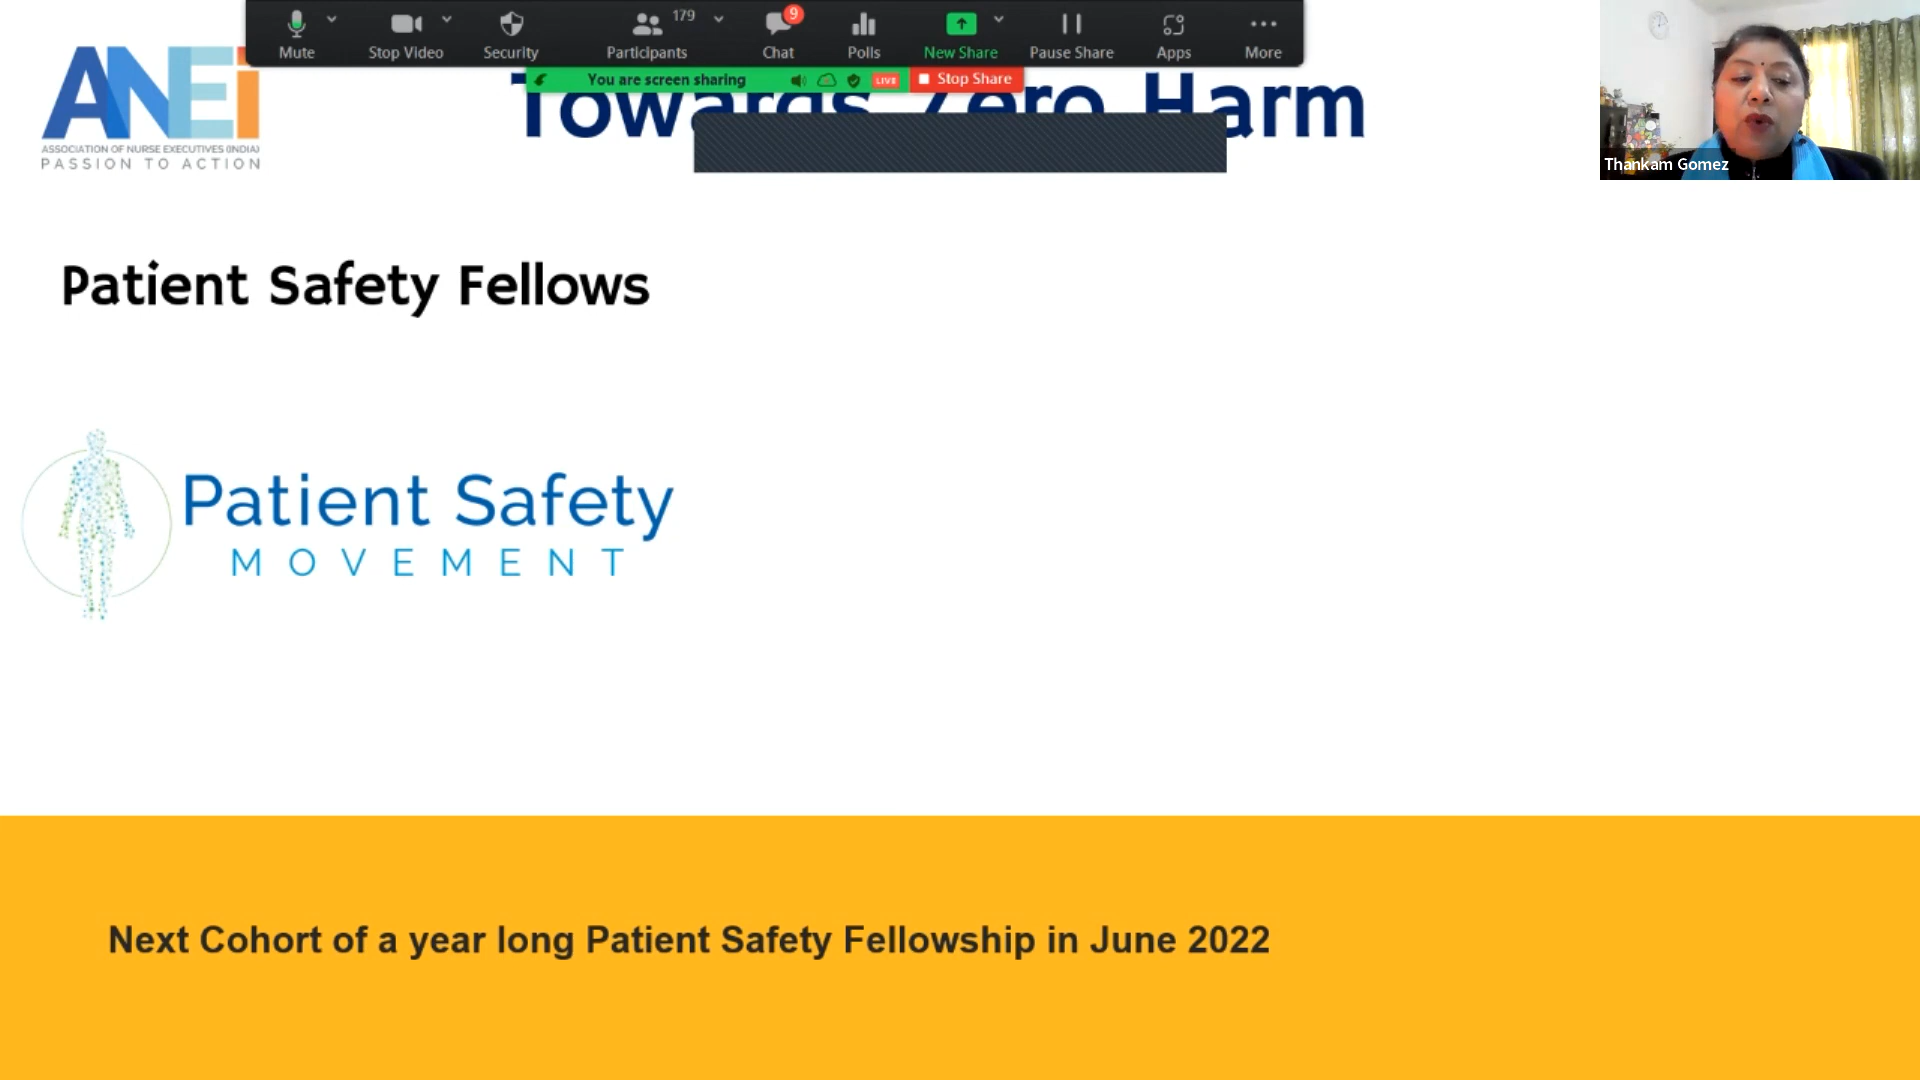 179
9
Mute
Stop Video
Security
Participants
Chat
Polls
New Share
Pause Share
Apps
More
You are screen sharing
LIVE
Stop Share
ANEi
ASSOCIATION OF NURSE EXECUTIVES (INDIA)
PASSION TO ACTION
Towards Zero Harm
Thankam Gomez
Patient Safety Fellows
Patient Safety
MOVEMENT
Next Cohort of a year long Patient Safety Fellowship in June 2022